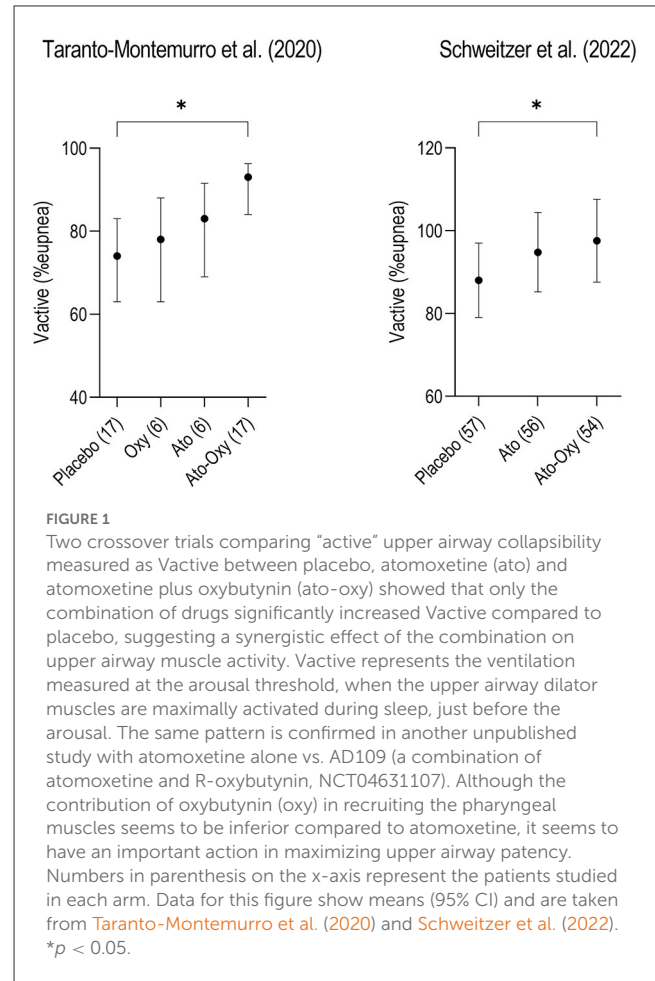 Taranto-Montemurro et al. (2020)
*
100
80
60
40
Vactive (%eupnea)
Placebo (17)
Oxy (6)
Ato (6)
Ato-Oxy (17)
Schweitzer et al. (2022)
*
120
100
80
60
Vactive (%eupnea)
Placebo (57)
Ato (56)
Ato-Oxy (54)
FIGURE 1
Two crossover trials comparing "active" upper airway collapsibility
measured as Vactive between placebo, atomoxetine (ato) and
atomoxetine plus oxybutynin (ato-oxy) showed that only the
combination of drugs significantly increased Vactive compared to
placebo, suggesting a synergistic effect of the combination on
upper airway muscle activity. Vactive represents the ventilation
measured at the arousal threshold, when the upper airway dilator
muscles are maximally activated during sleep, just before the
arousal. The same pattern is confirmed in another unpublished
study with atomoxetine alone vs. AD109 (a combination of
atomoxetine and R-oxybutynin, NCT04631107). Although the
contribution of oxybutynin (oxy) in recruiting the pharyngeal
muscles seems to be inferior compared to atomoxetine, it seems to
have an important action in maximizing upper airway patency.
Numbers in parenthesis on the x-axis represent the patients studied
in each arm. Data for this figure show means (95% CI) and are taken
from Taranto-Montemurro et al. (2020) and Schweitzer et al. (2022).
*p < 0.05.